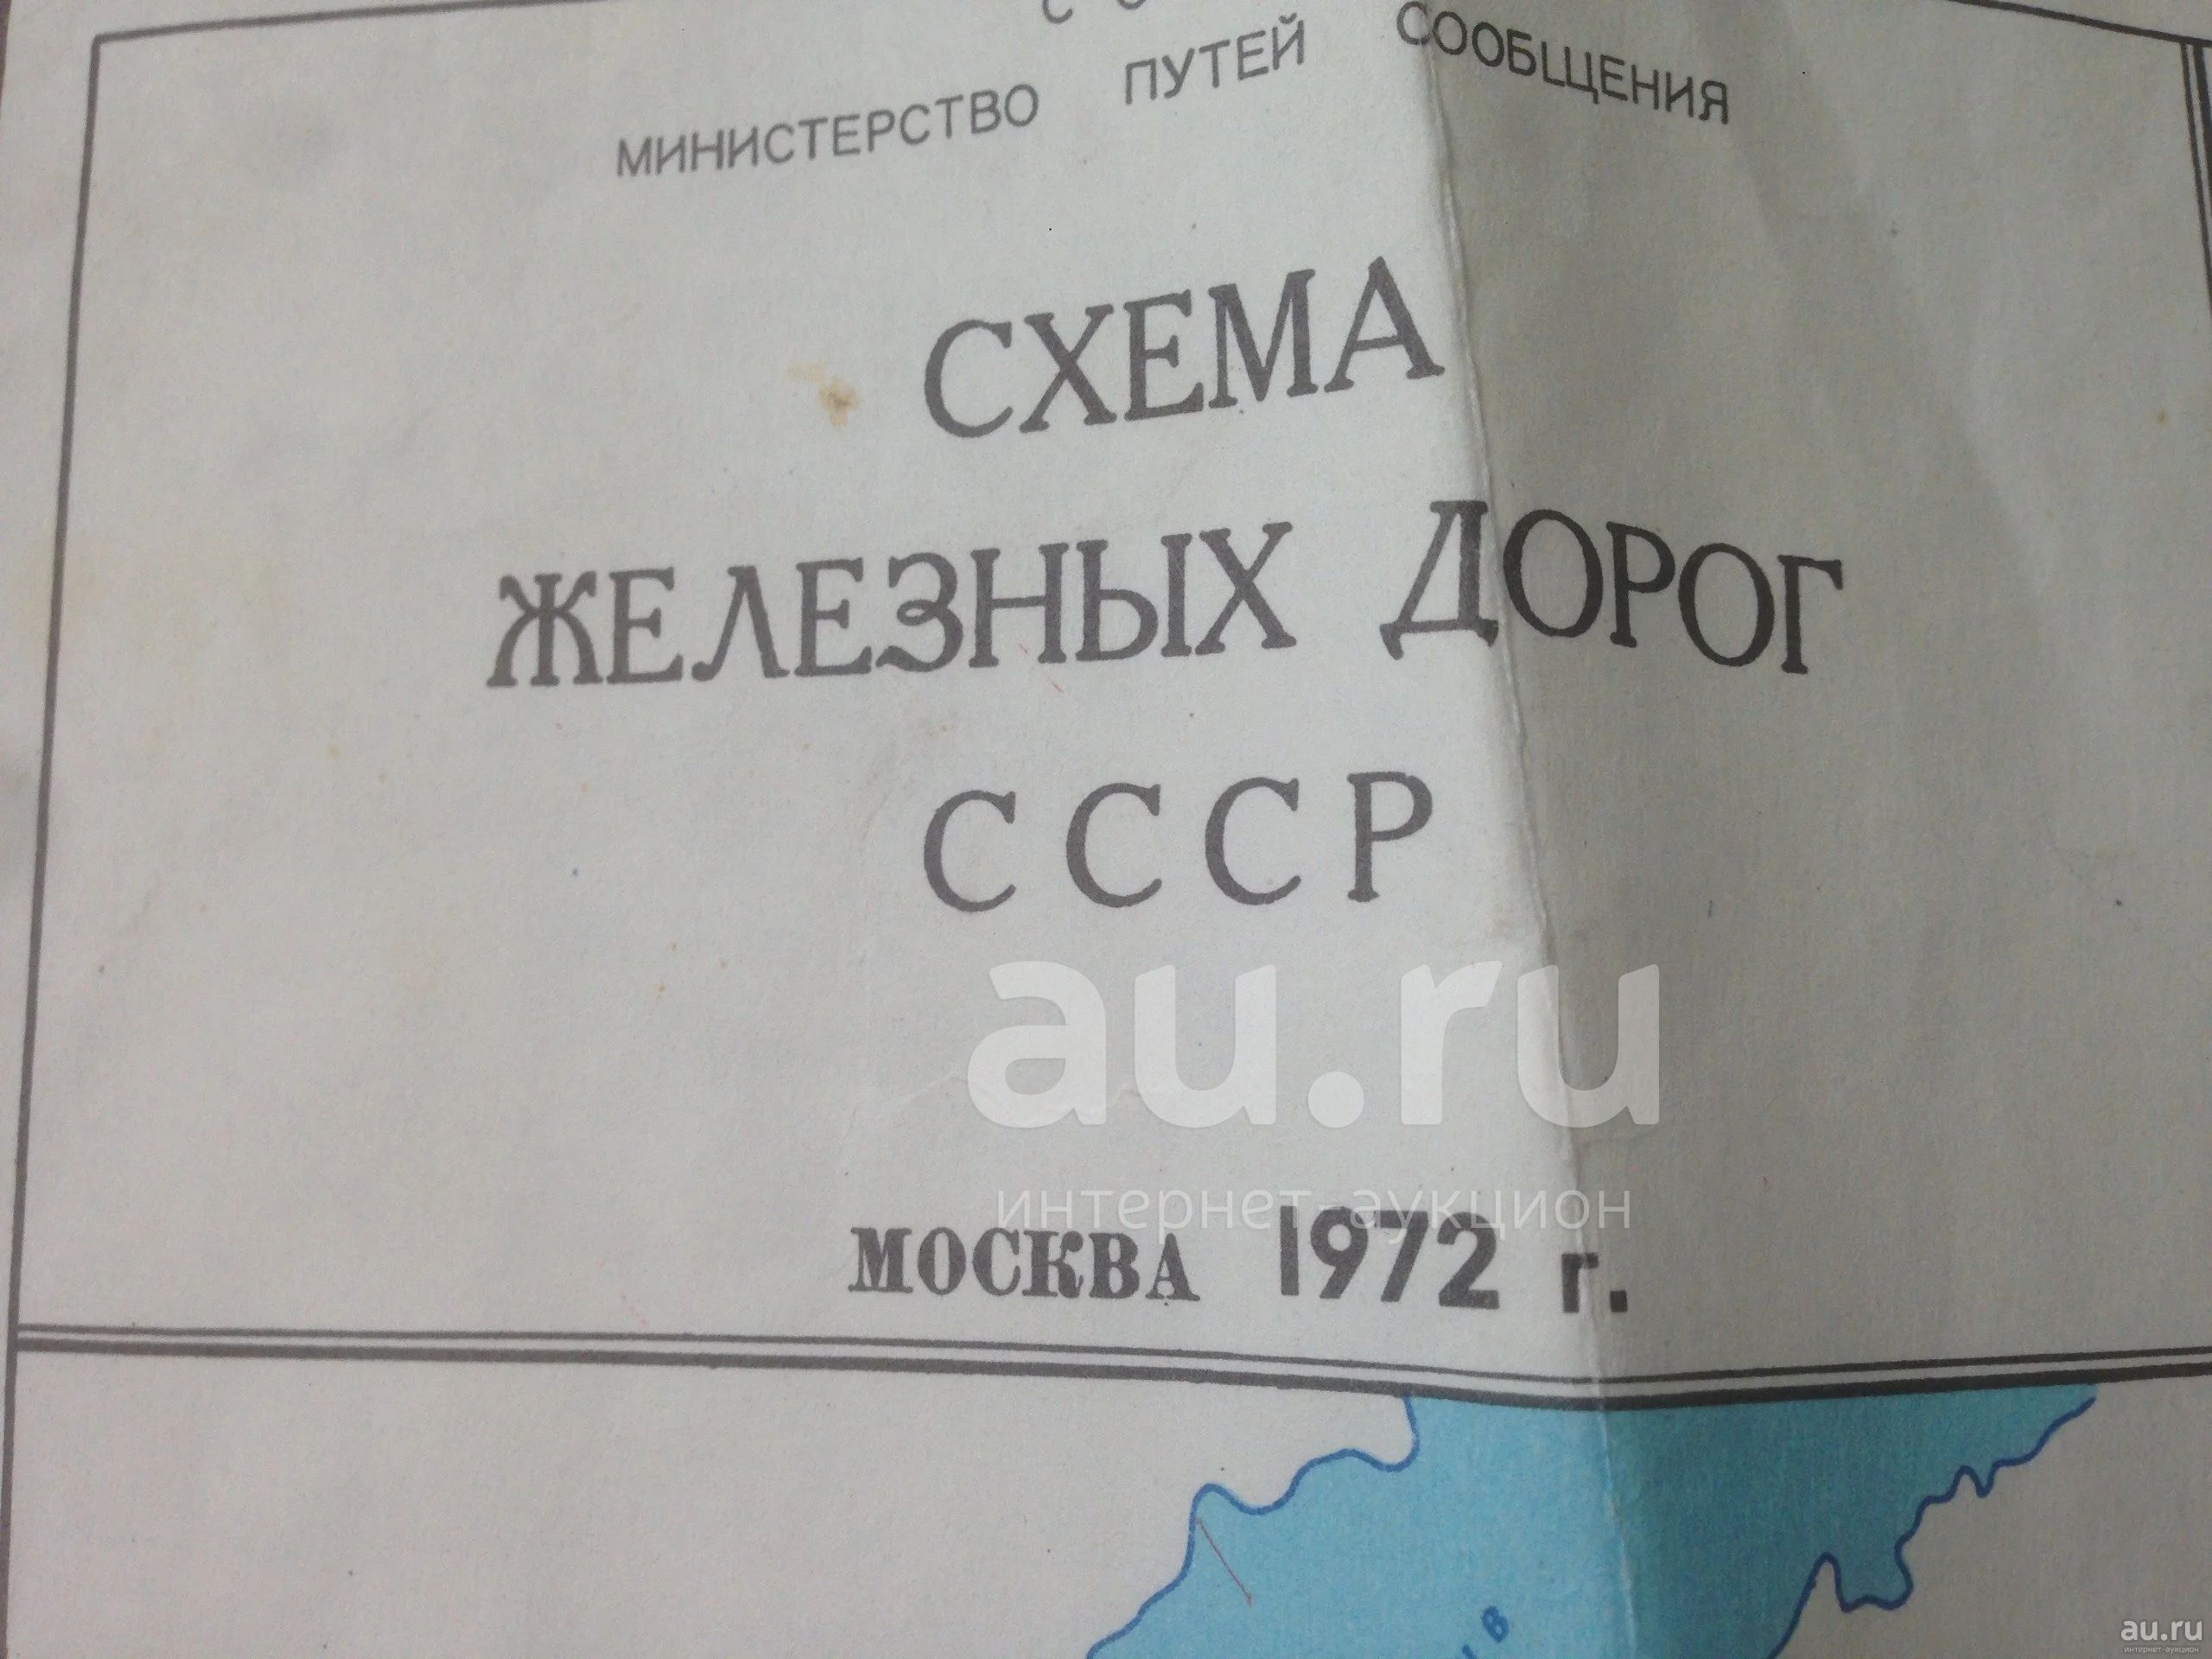 МИНИСТЕРСТВО ПУТЕЙ СООБЩЕНИЯ
СХЕМА
ЖЕЛЕЗНЫХ ДОРОГ
СССР
au.ru
интернет-аукцион
МОСКВА 1972 г.
au.ru
интернет-аукцион